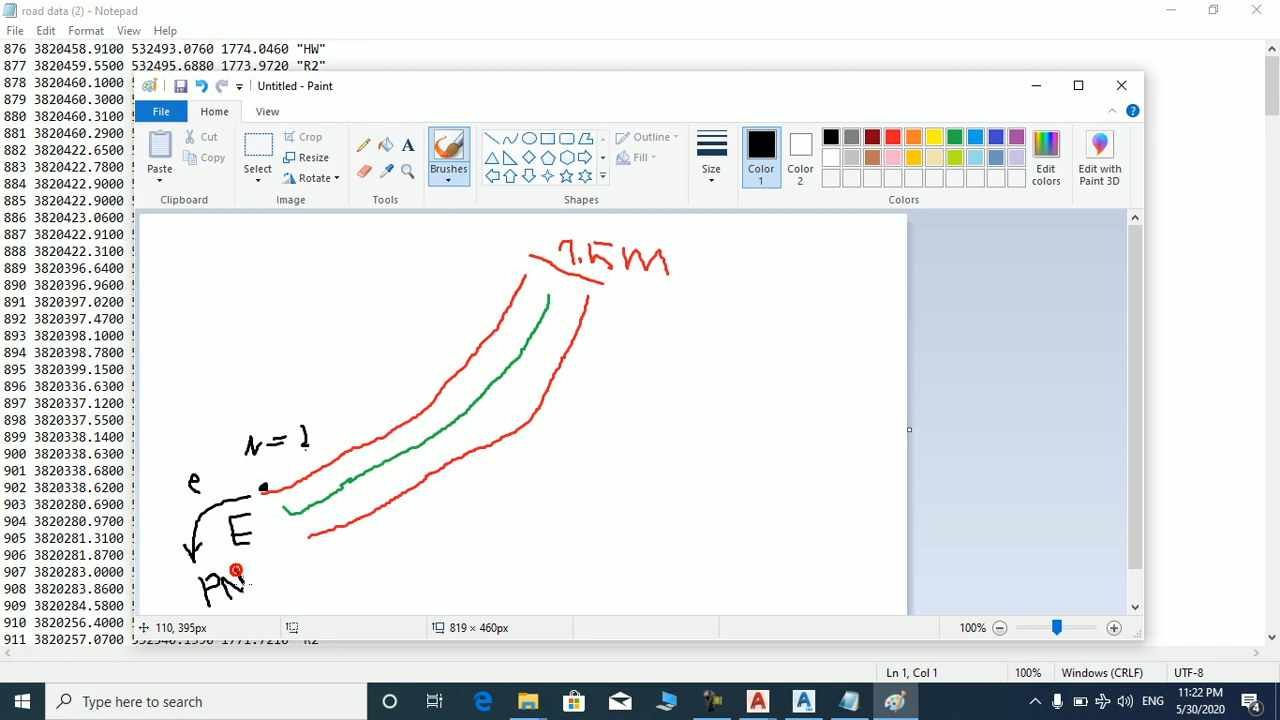 road data (2) - Notepad
File Edit Format View Help
876 3820458.9100 532493.0760 1774.0460 "HW"
877 3820459.5500 532495.6880 1773.9720 "R2"
878 3820460.1000
879 3820460.3000
880 3820460.3100
881 3820460.2900
882 3820422.6500
883 3820422.7800
884 3820422.9000
885 3820422.9000
886 3820423.0600
887 3820422.9100
888 3820422.3100
889 3820396.6400
890 3820396.9600
891 3820397.0200
892 3820397.4700
893 3820398.1000
894 3820398.7800
895 3820399.1500
896 3820336.6300
897 3820337.1200
898 3820337.5500
899 3820338.1400
900 3820338.6300
901 3820338.6800
902 3820338.6200
903 3820280.6900
904 3820280.9700
905 3820281.3100
906 3820281.8700
907 3820283.0000
908 3820283.8600
909 3820284.5800
910 3820256.4000
911 3820257.0700
Untitled - Paint
File Home View
Paste
Cut
Copy
Clipboard
Select
Crop
Resize
Rotate
Image
A
Tools
Brushes
Shapes
Outline
Fill
Size
Color 1
Color 2
Edit colors
Edit with Paint 3D
Colors
7.5 m
N = 2
e
E
PN
110, 395px
819 × 460px
100%
Ln 1, Col 1 100% Windows (CRLF) UTF-8
Type here to search
ENG
11:22 PM
5/30/2020
4